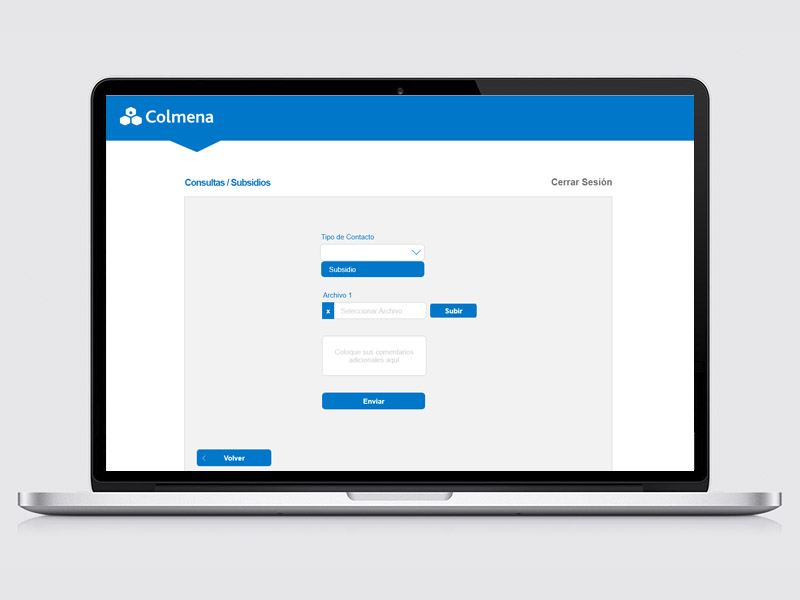 Colmena
Consultas / Subsidios
Cerrar Sesión
Tipo de Contacto
Subsidio
Archivo 1
x
Seleccionar Archivo
Subir
Coloque sus comentarios
adicionales aquí
Enviar
Volver